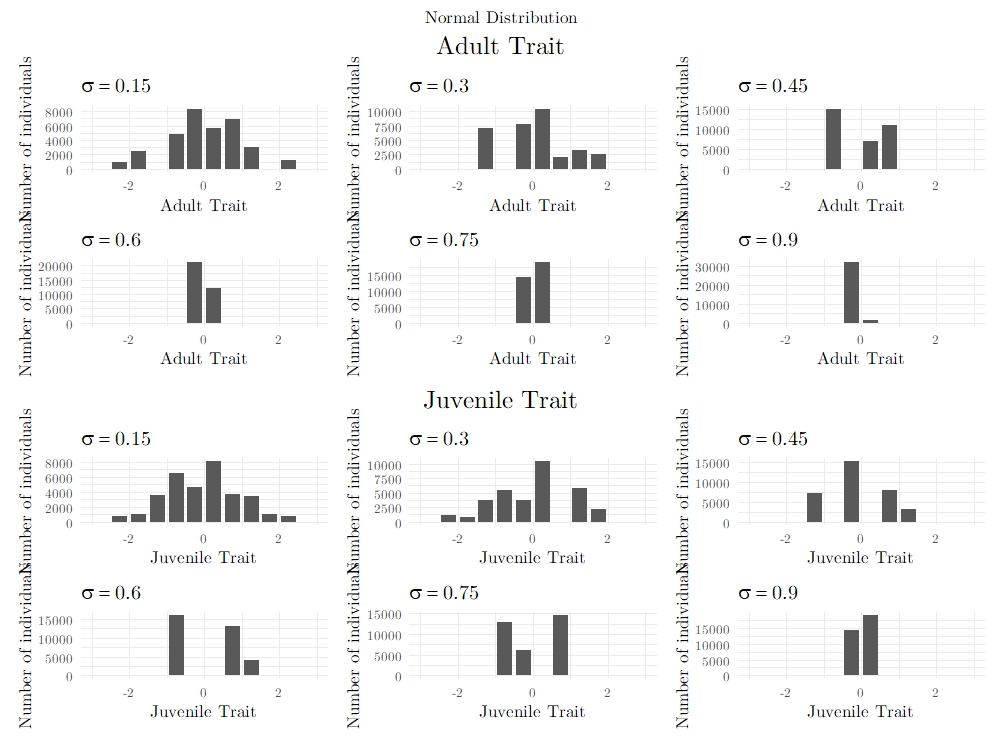 Normal Distribution
Adult Trait
σ = 0.15
σ = 0.3
σ = 0.45
Number of individuals
8000
6000
4000
2000
0
-2
0
2
Adult Trait
Number of individuals
10000
7500
5000
2500
0
-2
0
2
Adult Trait
Number of individuals
15000
10000
5000
0
-2
0
2
Adult Trait
σ = 0.6
σ = 0.75
σ = 0.9
Number of individuals
20000
15000
10000
5000
0
-2
0
2
Adult Trait
Number of individuals
15000
10000
5000
0
-2
0
2
Adult Trait
Number of individuals
30000
20000
10000
0
-2
0
2
Adult Trait
Juvenile Trait
σ = 0.15
σ = 0.3
σ = 0.45
Number of individuals
8000
6000
4000
2000
0
-2
0
2
Juvenile Trait
Number of individuals
10000
7500
5000
2500
0
-2
0
2
Juvenile Trait
Number of individuals
15000
10000
5000
0
-2
0
2
Juvenile Trait
σ = 0.6
σ = 0.75
σ = 0.9
Number of individuals
15000
10000
5000
0
-2
0
2
Juvenile Trait
Number of individuals
15000
10000
5000
0
-2
0
2
Juvenile Trait
Number of individuals
15000
10000
5000
0
-2
0
2
Juvenile Trait